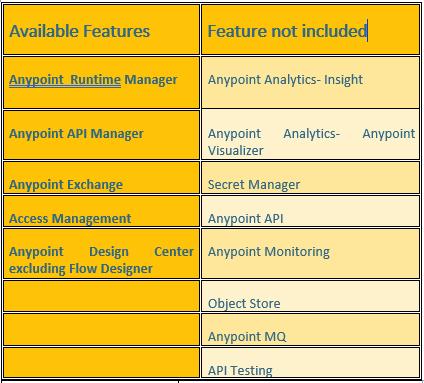 Available Features
Feature not included
Anypoint Runtime Manager
Anypoint Analytics- Insight
Anypoint API Manager
Anypoint Analytics- Anypoint
Visualizer
Anypoint Exchange
Secret Manager
Access Management
Anypoint API
Anypoint Design Center
excluding Flow Designer
Anypoint Monitoring
Object Store
Anypoint MQ
API Testing